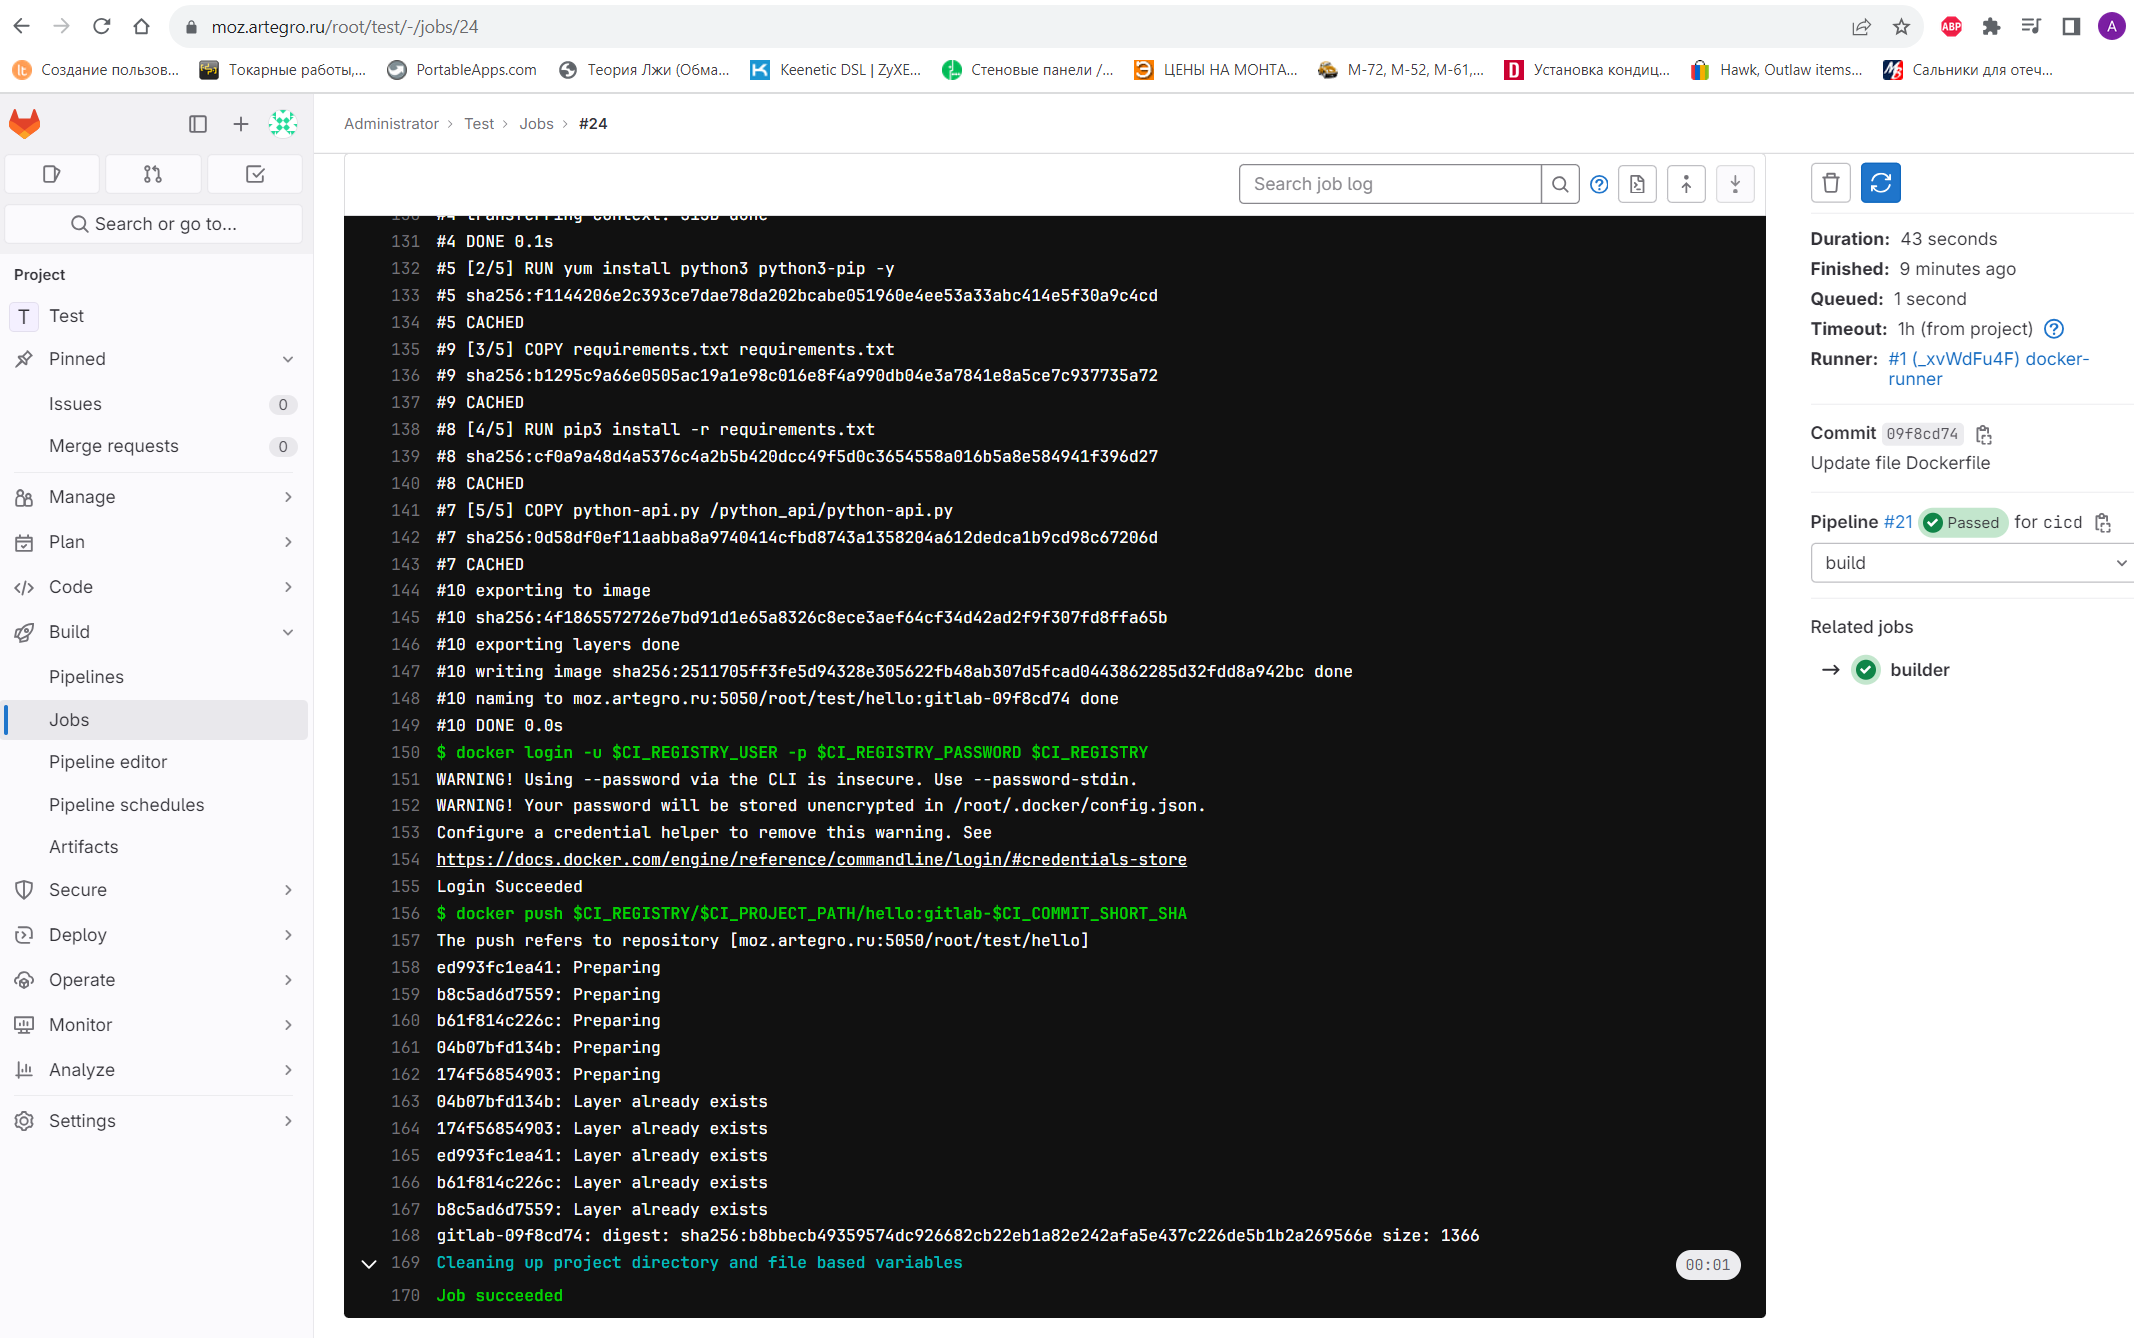 moz.artegro.ru/root/test/-/jobs/24
ABP
A
lt
Создание пользов...
Токарные работы,...
PortableApps.com
Теория Лжи (Обма...
Keenetic DSL | ZyXE...
Стеновые панели /...
ЦЕНЫ НА МОНТА...
М-72, М-52, М-61,...
Установка кондиц...
Hawk, Outlaw items...
Сальники для отеч...
Administrator > Test > Jobs > #24
Search or go to...
Project
T Test
Pinned
Issues 0
Merge requests 0
Manage
Plan
Code
Build
Pipelines
Jobs
Pipeline editor
Pipeline schedules
Artifacts
Secure
Deploy
Operate
Monitor
Analyze
Settings
Search job log
130 #4 transferring context: 313B done
131 #4 DONE 0.1s
132 #5 [2/5] RUN yum install python3 python3-pip -y
133 #5 sha256:f1144206e2c393ce7dae78da202bcabe051960e4ee53a33abc414e5f30a9c4cd
134 #5 CACHED
135 #9 [3/5] COPY requirements.txt requirements.txt
136 #9 sha256:b1295c9a66e0505ac19a1e98c016e8f4a990db04e3a7841e8a5ce7c937735a72
137 #9 CACHED
138 #8 [4/5] RUN pip3 install -r requirements.txt
139 #8 sha256:cf0a9a48d4a5376c4a2b5b420dcc49f5d0c3654558a016b5a8e584941f396d27
140 #8 CACHED
141 #7 [5/5] COPY python-api.py /python_api/python-api.py
142 #7 sha256:0d58df0ef11aabba8a9740414cfbd8743a1358204a612dedca1b9cd98c67206d
143 #7 CACHED
144 #10 exporting to image
145 #10 sha256:4f1865572726e7bd91d1e65a8326c8ece3aef64cf34d42ad2f9f307fd8ffa65b
146 #10 exporting layers done
147 #10 writing image sha256:2511705ff3fe5d94328e305622fb48ab307d5fcad0443862285d32fdd8a942bc done
148 #10 naming to moz.artegro.ru:5050/root/test/hello:gitlab-09f8cd74 done
149 #10 DONE 0.0s
150 $ docker login -u $CI_REGISTRY_USER -p $CI_REGISTRY_PASSWORD $CI_REGISTRY
151 WARNING! Using --password via the CLI is insecure. Use --password-stdin.
152 WARNING! Your password will be stored unencrypted in /root/.docker/config.json.
153 Configure a credential helper to remove this warning. See
154 https://docs.docker.com/engine/reference/commandline/login/#credentials-store
155 Login Succeeded
156 $ docker push $CI_REGISTRY/$CI_PROJECT_PATH/hello:gitlab-$CI_COMMIT_SHORT_SHA
157 The push refers to repository [moz.artegro.ru:5050/root/test/hello]
158 ed993fc1ea41: Preparing
159 b8c5ad6d7559: Preparing
160 b61f814c226c: Preparing
161 04b07bfd134b: Preparing
162 174f56854903: Preparing
163 04b07bfd134b: Layer already exists
164 174f56854903: Layer already exists
165 ed993fc1ea41: Layer already exists
166 b61f814c226c: Layer already exists
167 b8c5ad6d7559: Layer already exists
168 gitlab-09f8cd74: digest: sha256:b8bbecb49359574dc926682cb22eb1a82e242afa5e437c226de5b1b2a269566e size: 1366
169 Cleaning up project directory and file based variables 00:01
170 Job succeeded
Duration: 43 seconds
Finished: 9 minutes ago
Queued: 1 second
Timeout: 1h (from project)
Runner: #1 (_xvWdFu4F) docker-
runner
Commit 09f8cd74
Update file Dockerfile
Pipeline #21 Passed for cicd
build
Related jobs
builder